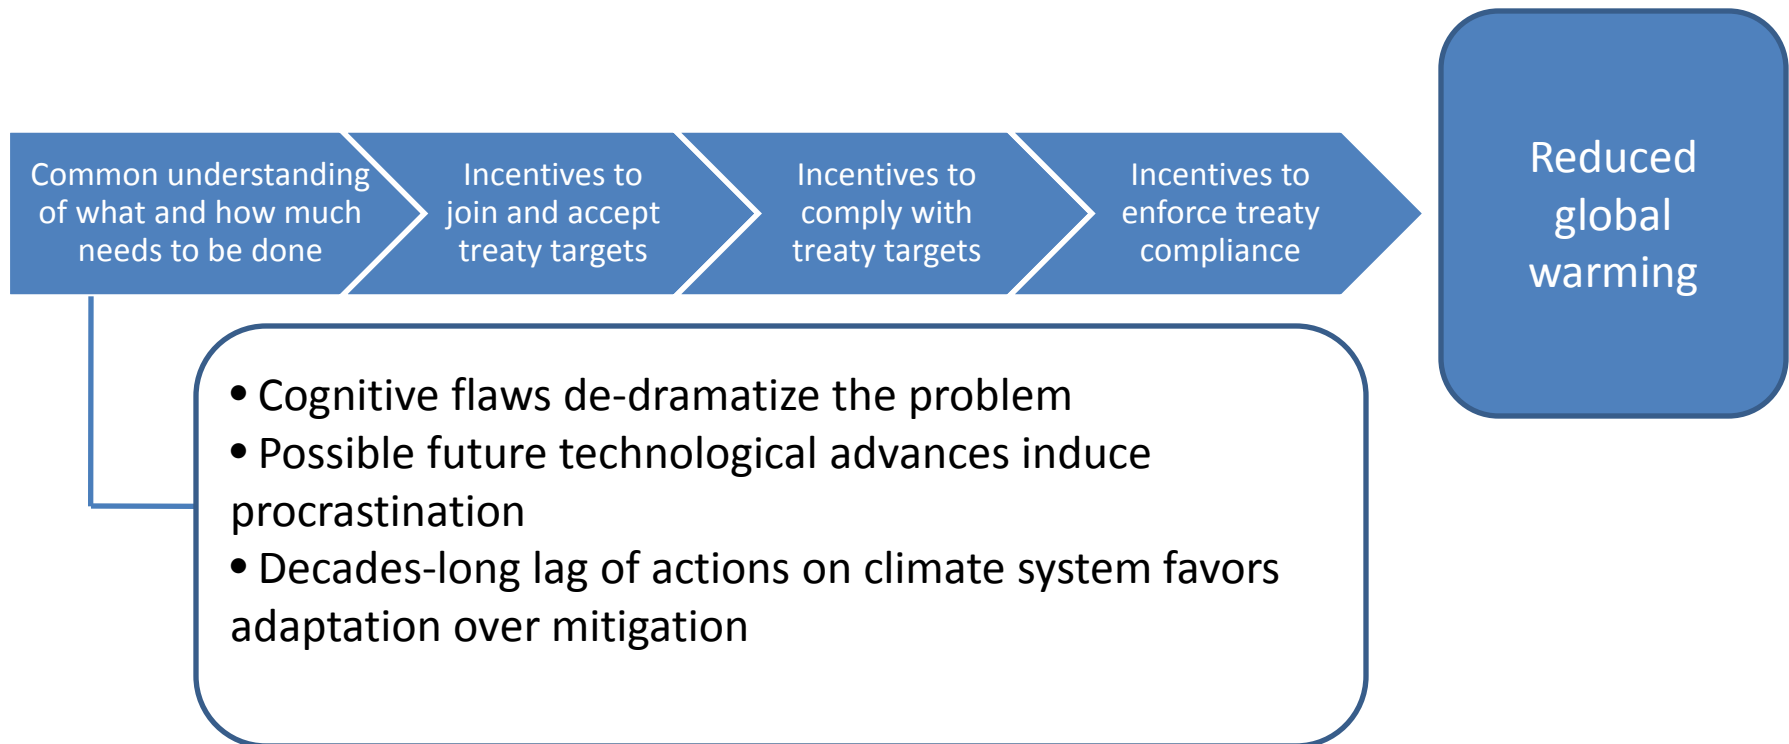 Common understanding
of what and how much
needs to be done
Incentives to
join and accept
treaty targets
Incentives to
comply with
treaty targets
Incentives to
enforce treaty
compliance
Reduced
global
warming
• Cognitive flaws de-dramatize the problem
• Possible future technological advances induce
procrastination
• Decades-long lag of actions on climate system favors
adaptation over mitigation